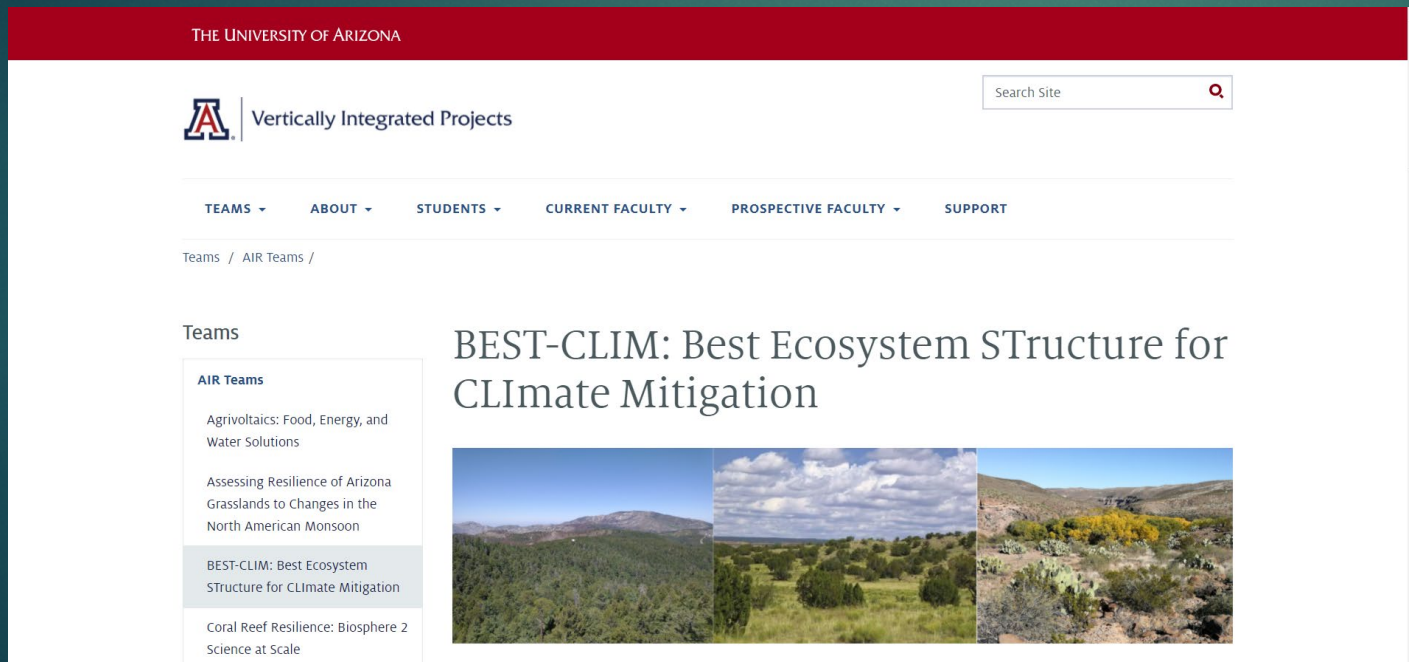 THE UNIVERSITY OF ARIZONA
A. Vertically Integrated Projects
Search Site
TEAMS ABOUT STUDENTS CURRENT FACULTY PROSPECTIVE FACULTY SUPPORT
Teams / AIR Teams /
Teams
AIR Teams
Agrivoltaics: Food, Energy, and
Water Solutions
Assessing Resilience of Arizona
Grasslands to Changes in the
North American Monsoon
BEST-CLIM: Best Ecosystem
STructure for CLImate Mitigation
Coral Reef Resilience: Biosphere 2
Science at Scale
BEST-CLIM: Best Ecosystem STructure for
CLImate Mitigation